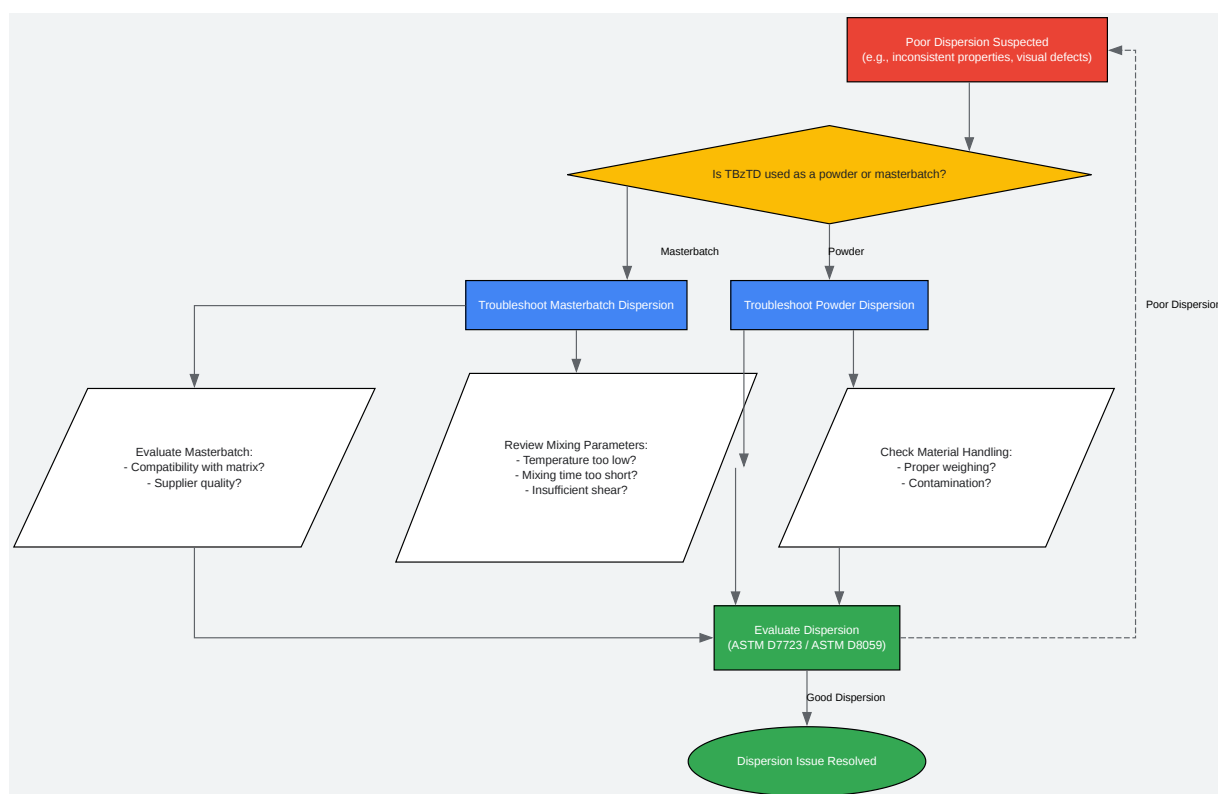 Poor Dispersion Suspected
(e.g., inconsistent properties, visual defects)
Is TBzTD used as a powder or masterbatch?
Masterbatch
Powder
Troubleshoot Masterbatch Dispersion
Troubleshoot Powder Dispersion
Poor Dispersion
Evaluate Masterbatch:
- Compatibility with matrix?
- Supplier quality?
Review Mixing Parameters:
- Temperature too low?
- Mixing time too short?
- Insufficient shear?
Check Material Handling:
- Proper weighing?
- Contamination?
Evaluate Dispersion
(ASTM D7723 / ASTM D8059)
Good Dispersion
Dispersion Issue Resolved